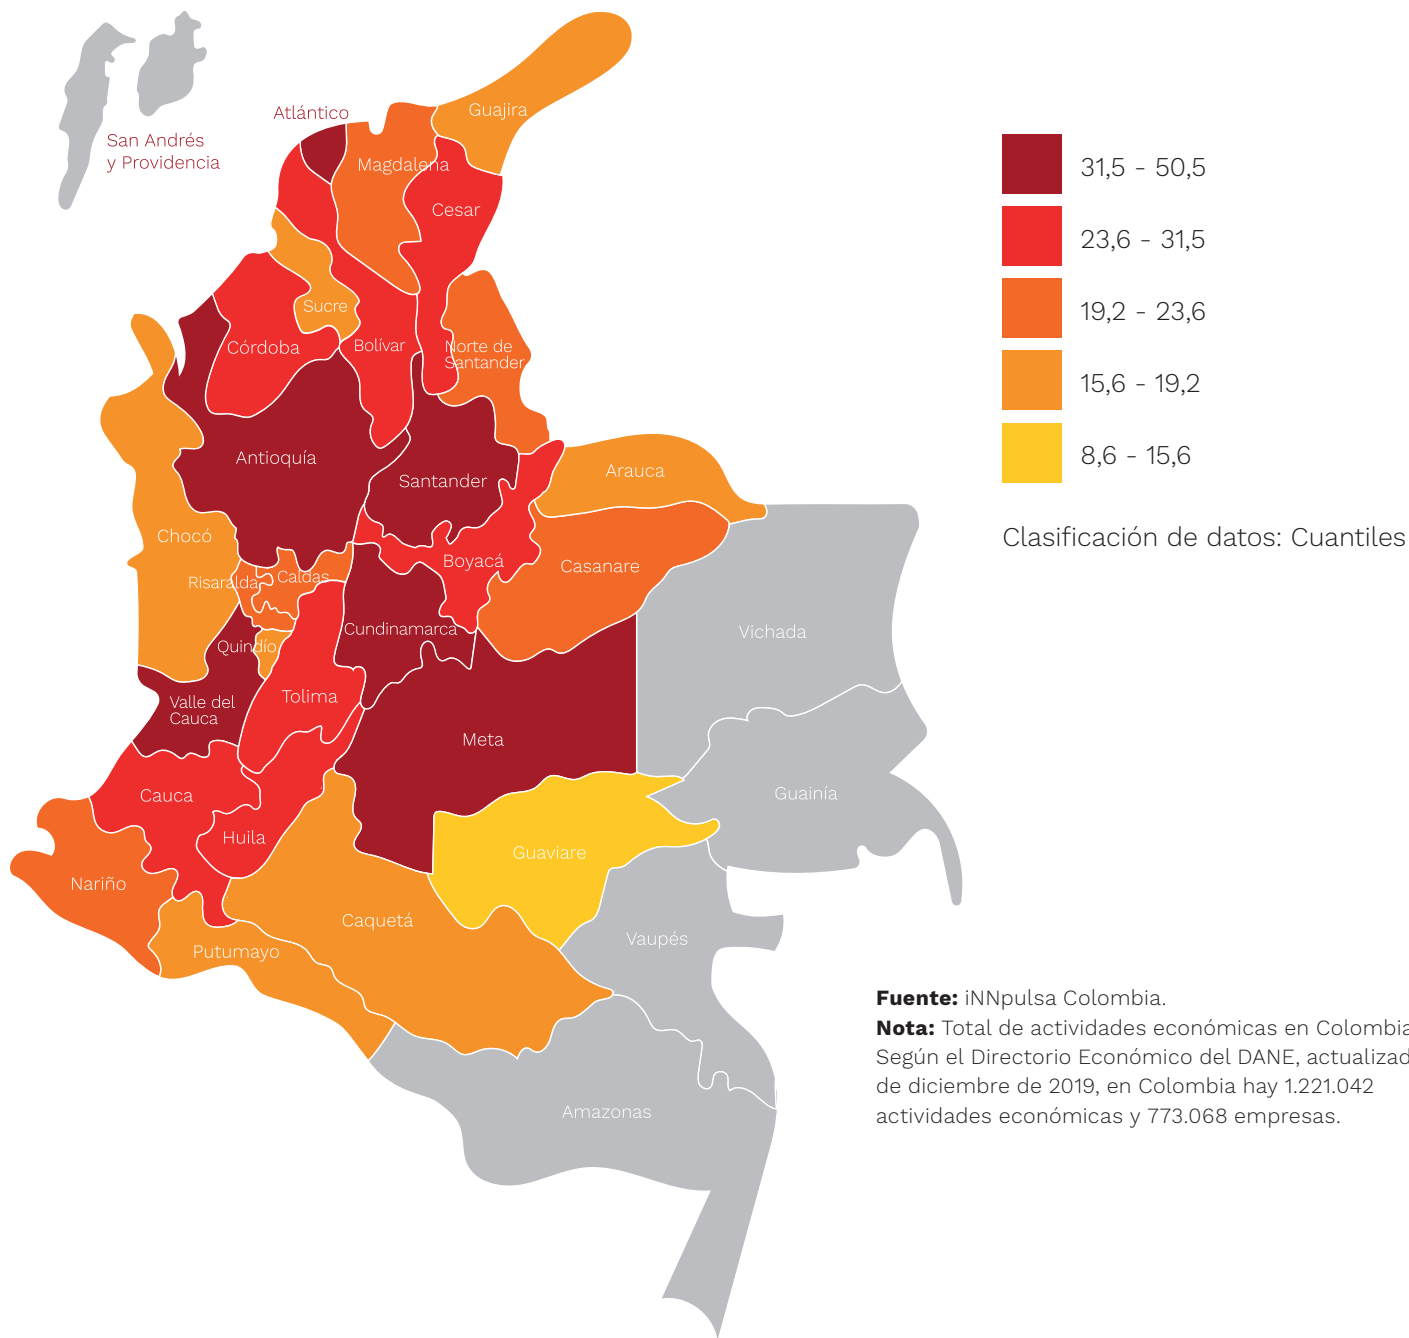 Atlántico
Guajira
San Andrés
y Providencia
Magdalena
Cesar
Sucre
Córdoba
Bolívar
Norte de
Santander
Antioquía
Santander
Arauca
Chocó
Boyacá
Casanare
Risaralda
Caldas
Cundinamarca
Vichada
Quindío
Tolima
Valle del
Cauca
Meta
Cauca
Guainía
Huila
Guaviare
Nariño
Caquetá
Vaupés
Putumayo
Amazonas
31,5 - 50,5
23,6 - 31,5
19,2 - 23,6
15,6 - 19,2
8,6 - 15,6
Clasificación de datos: Cuantiles
Fuente: iNNpulsa Colombia.
Nota: Total de actividades económicas en Colombia
Según el Directorio Económico del DANE, actualizad
de diciembre de 2019, en Colombia hay 1.221.042
actividades económicas y 773.068 empresas.